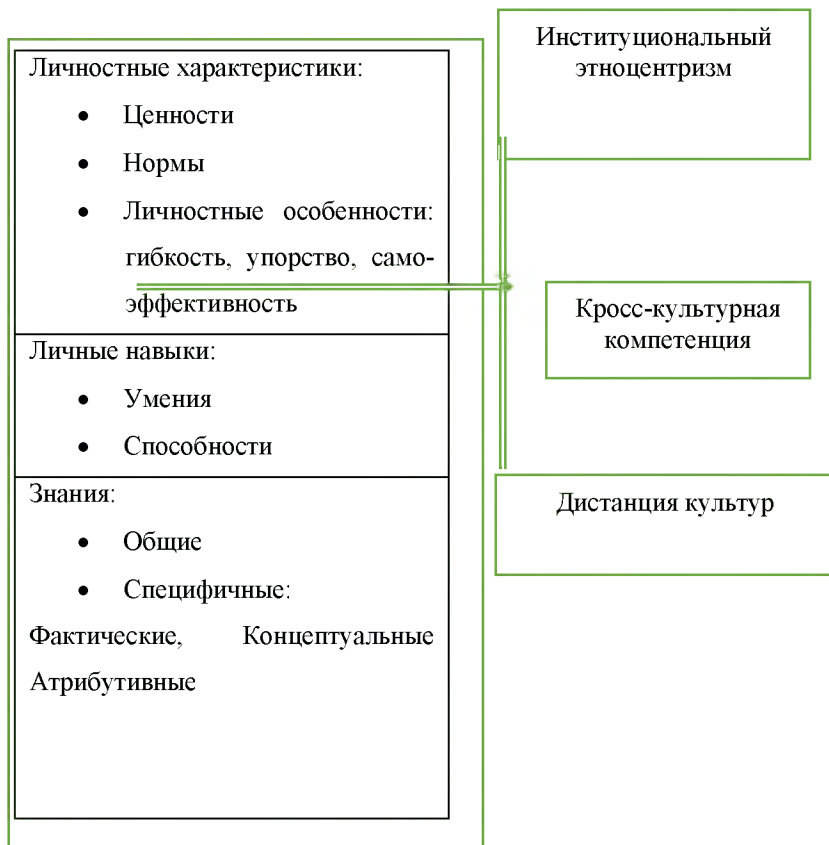 Личностные характеристики:
• Ценности
• Нормы
• Личностные особенности:
гибкость, упорство, само-
эффективность
Личные навыки:
• Умения
• Способности
Знания:
• Общие
• Специфичные:
Фактические, Концептуальные
Атрибутивные
Институциональный
этноцентризм
Кросс-культурная
компетенция
Дистанция культур